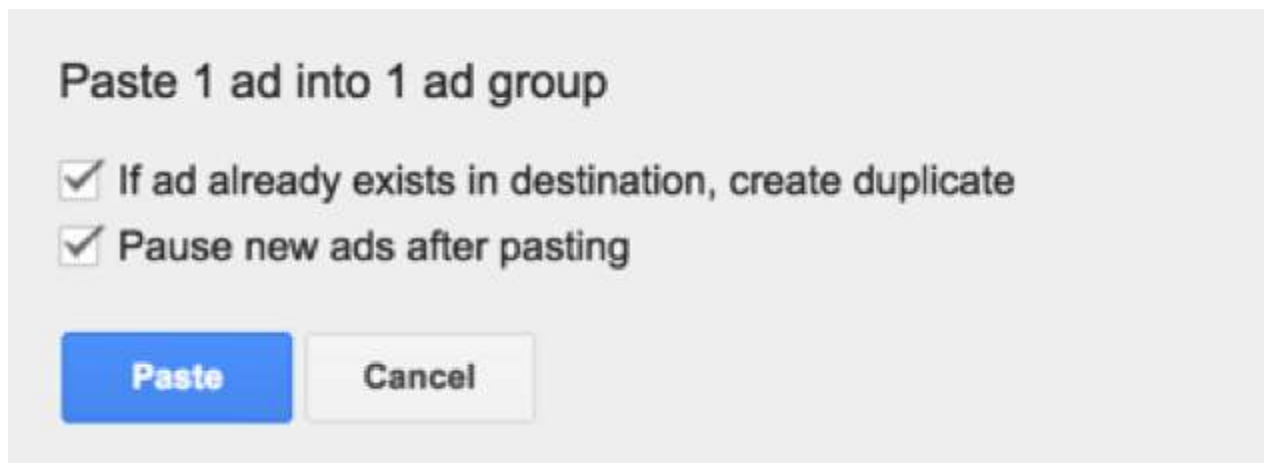 Paste 1 ad into 1 ad group
If ad already exists in destination, create duplicate
Pause new ads after pasting
Paste Cancel